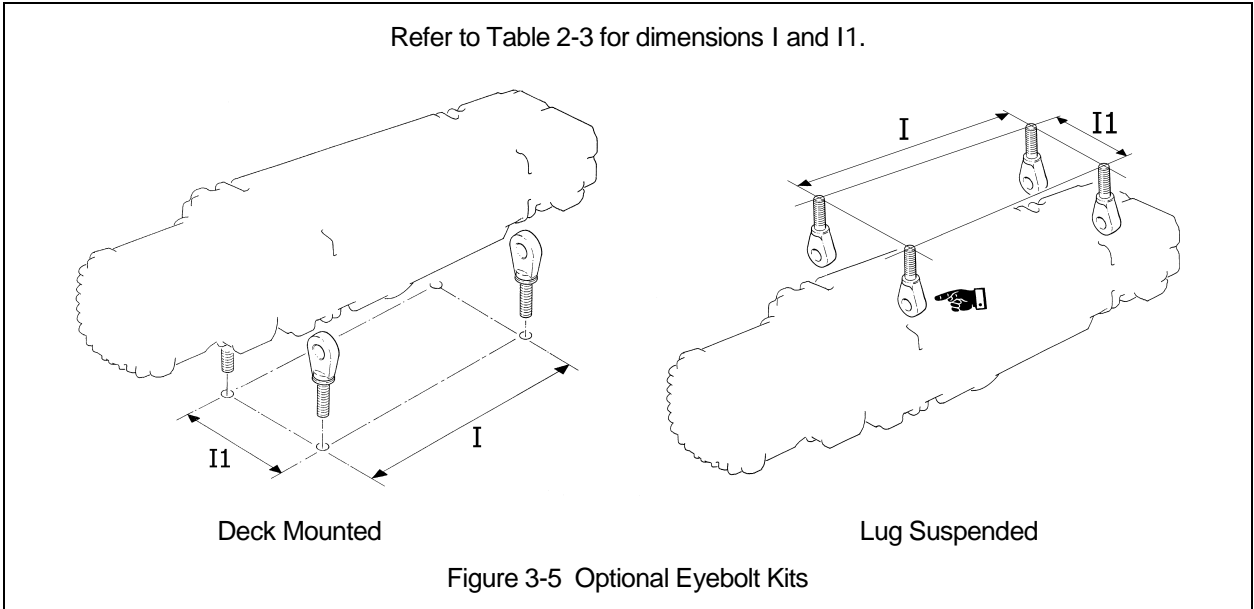 Refer to Table 2-3 for dimensions I and I1.
I
I1
I1
I
Deck Mounted
Lug Suspended
Figure 3-5 Optional Eyebolt Kits